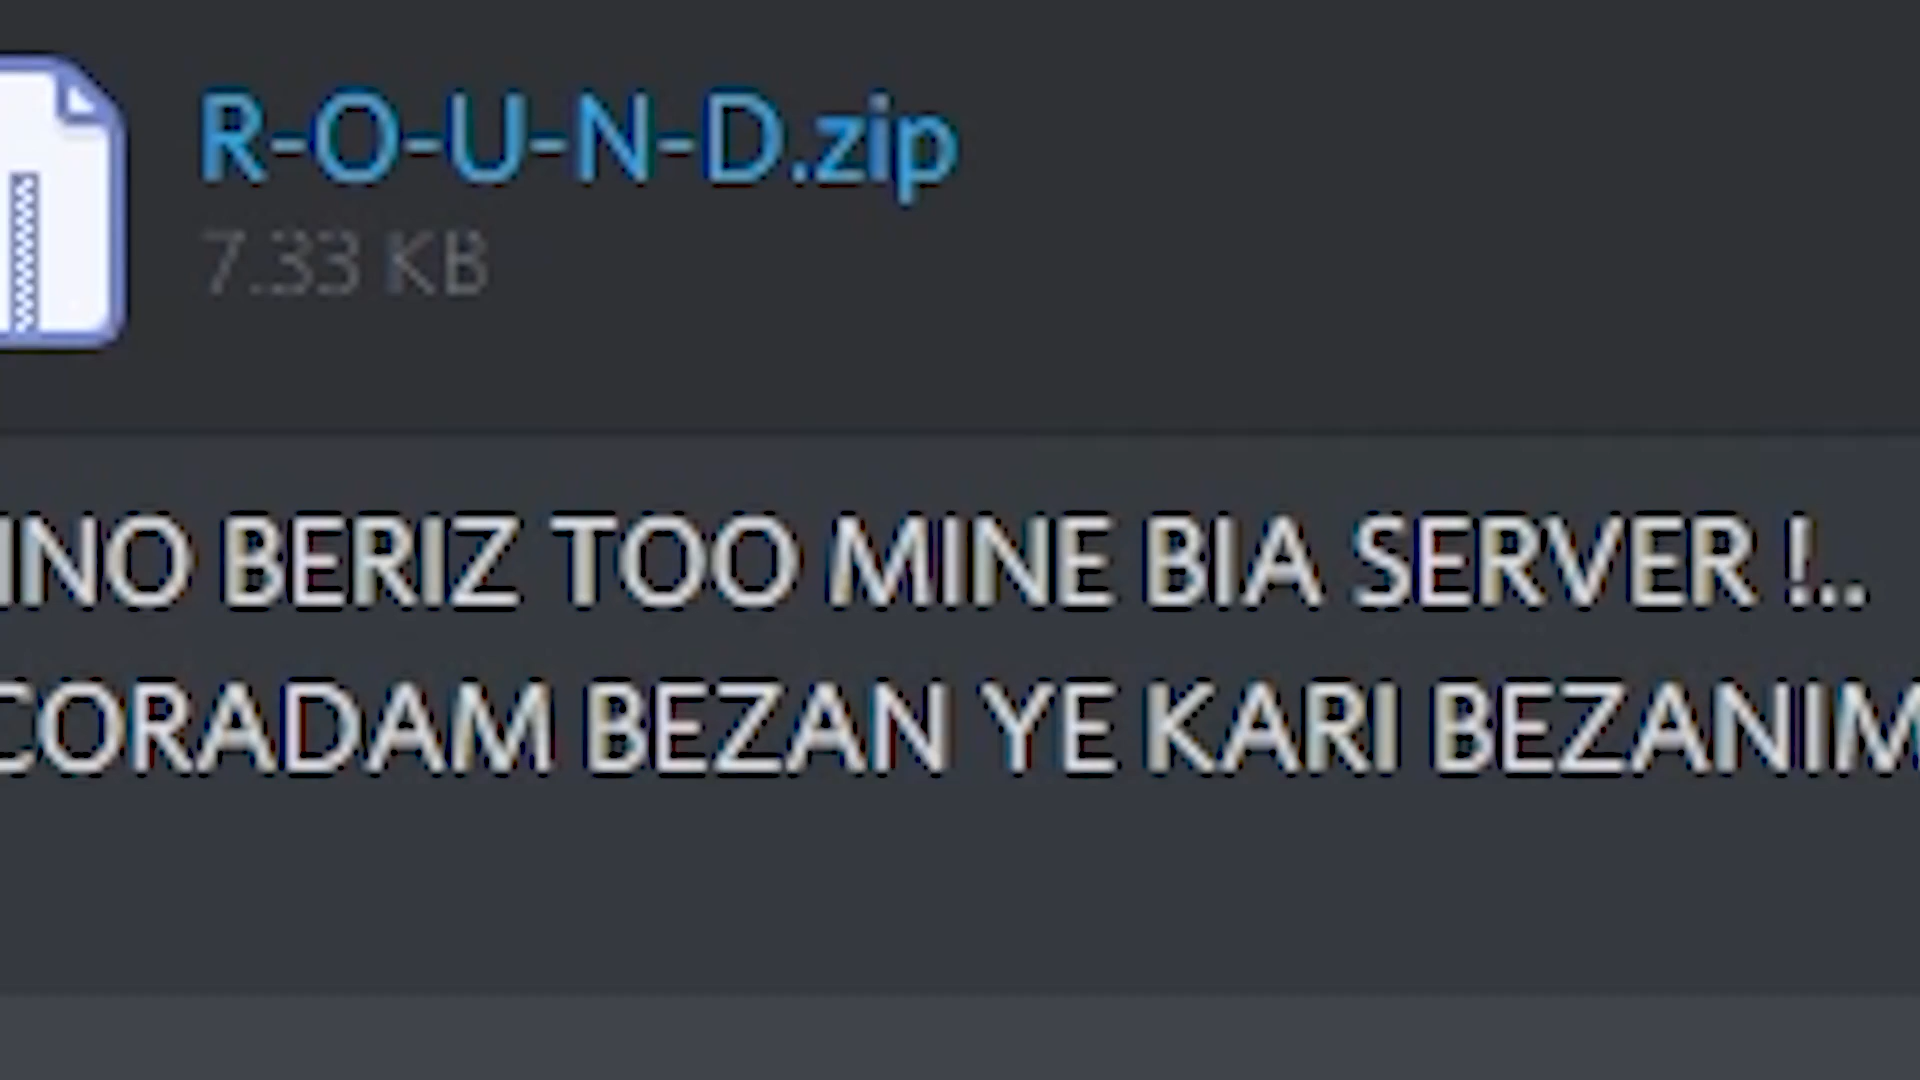 R-O-U-N-D.zip
7.33 KB
INO BERIZ TOO MINE BIA SERVER !..
CORADAM BEZAN YE KARI BEZANIM